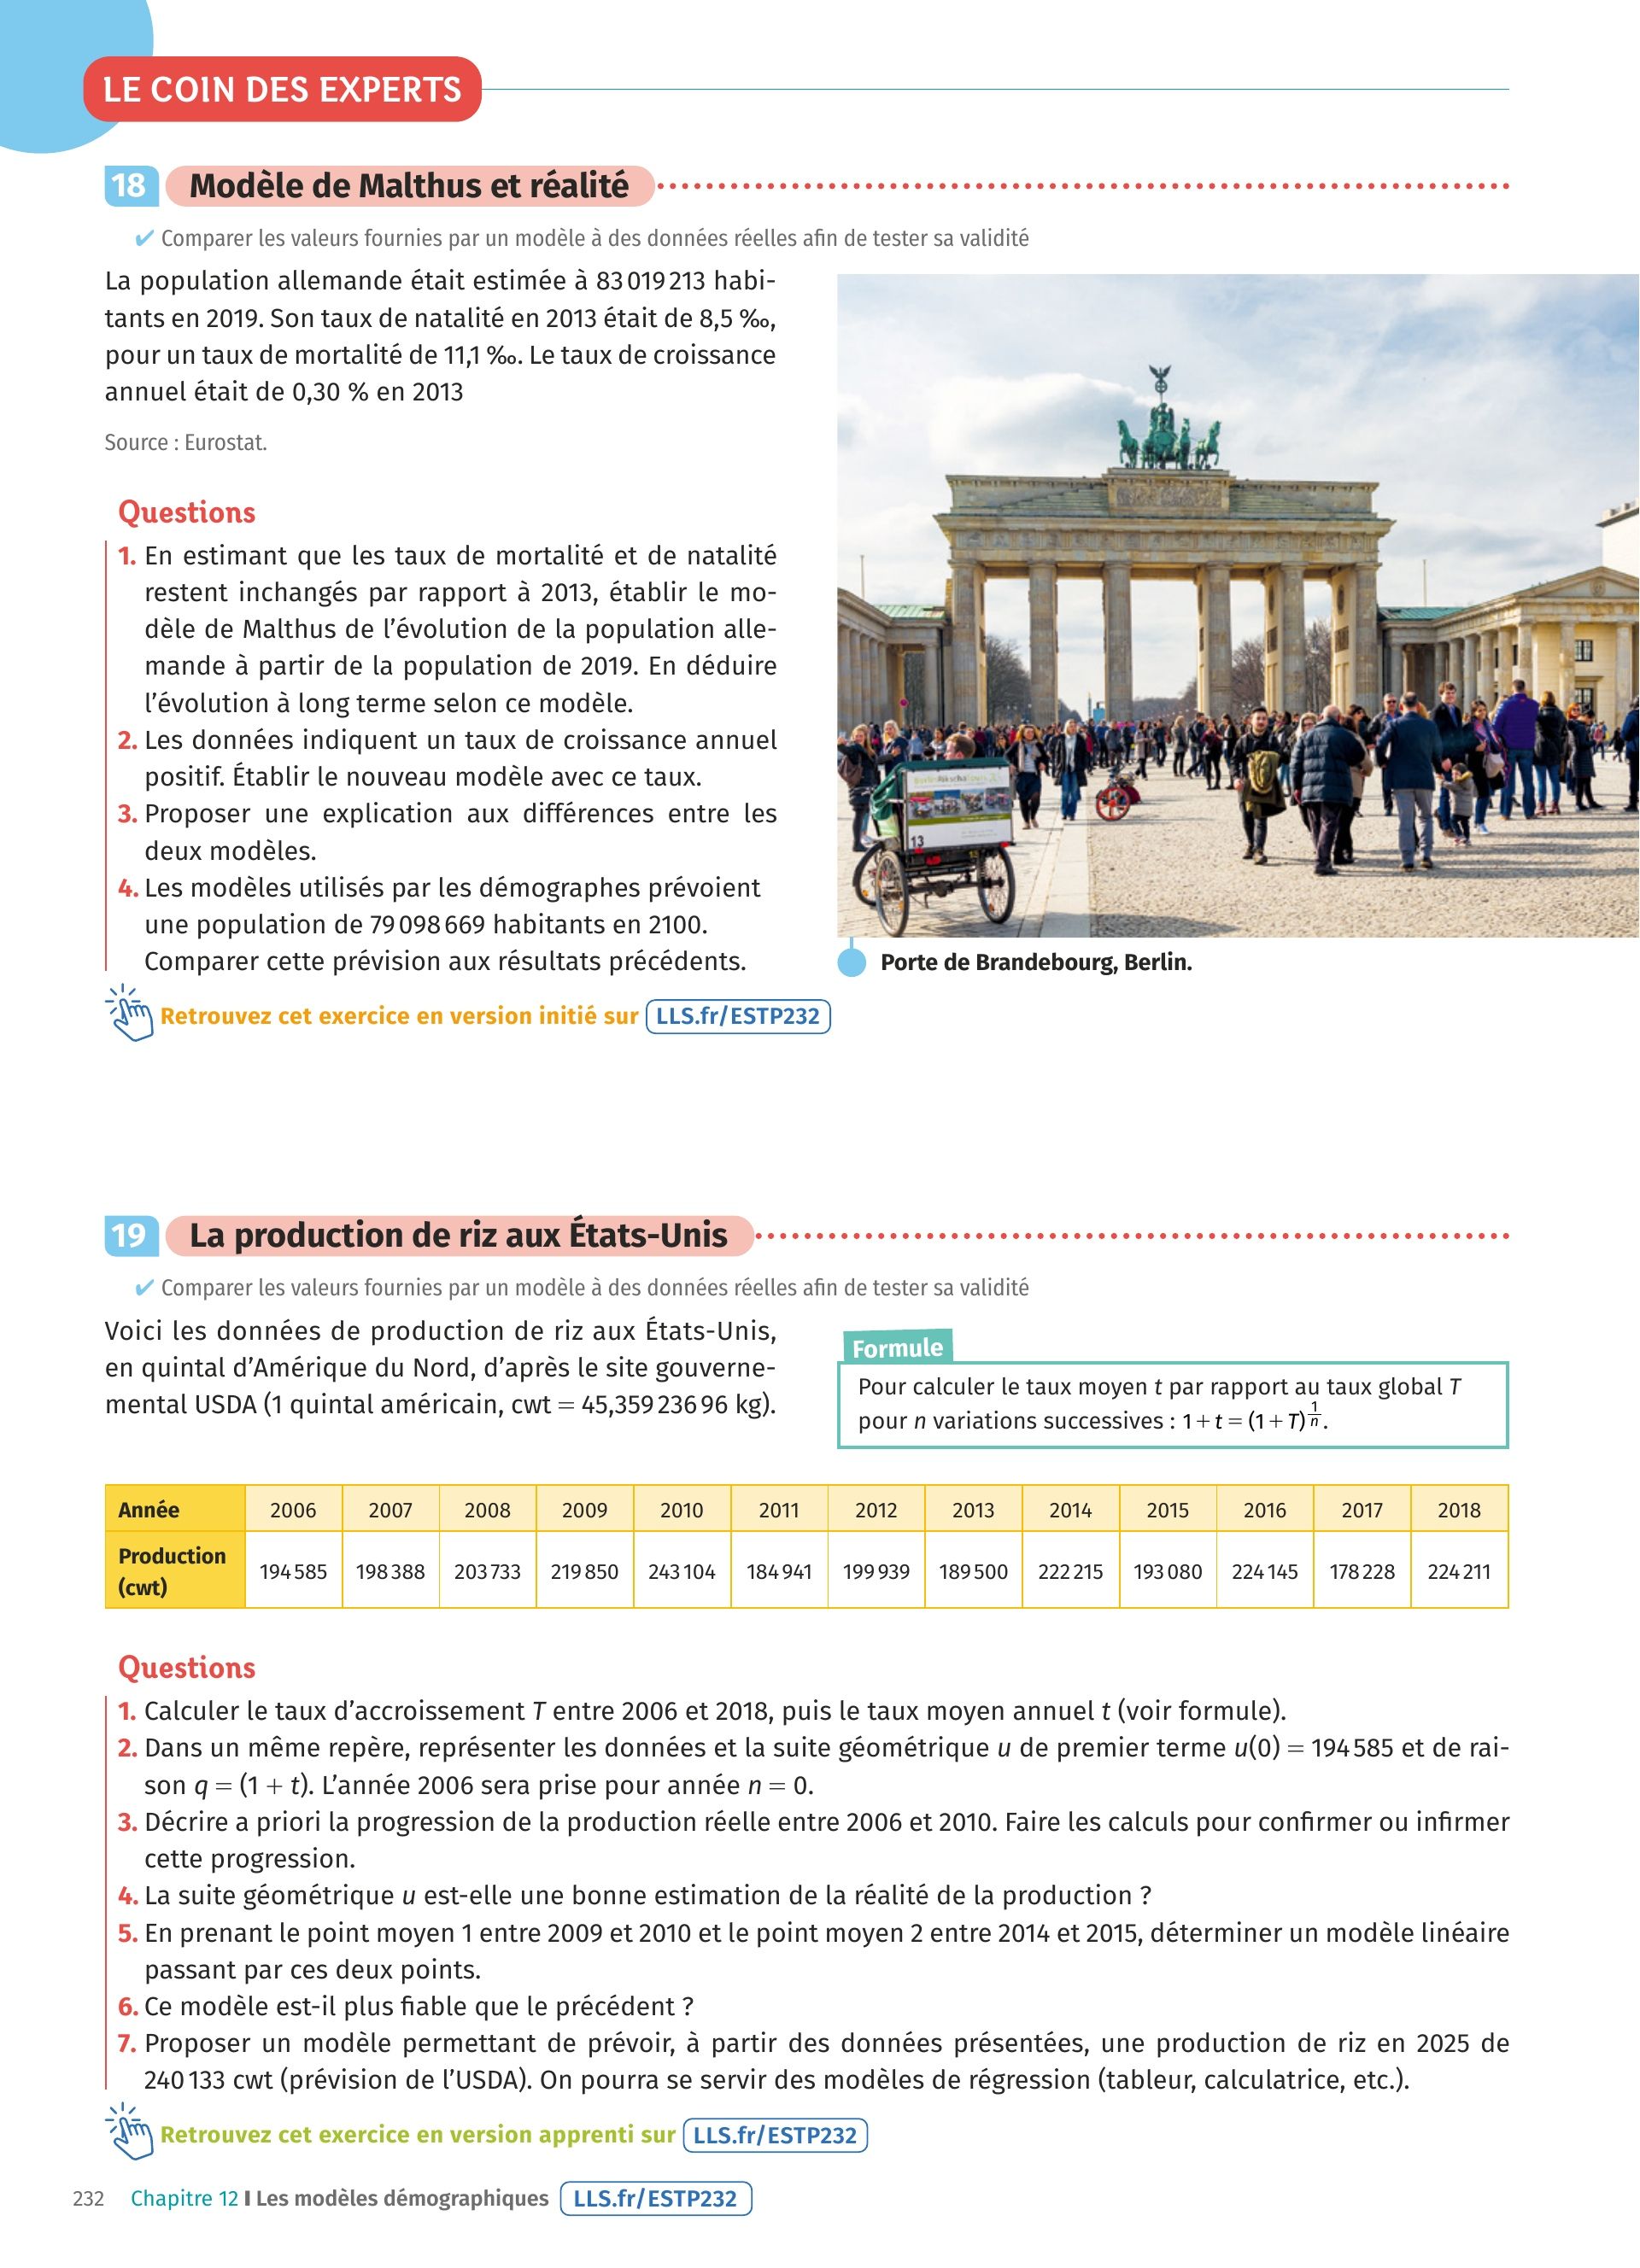 LE COIN DES EXPERTS
18 Modèle de Malthus et réalité
✔ Comparer les valeurs fournies par un modèle à des données réelles afin de tester sa validité
La population allemande était estimée à 83 019 213 habi-
tants en 2019. Son taux de natalité en 2013 était de 8,5 ‰,
pour un taux de mortalité de 11,1 ‰. Le taux de croissance
annuel était de 0,30 % en 2013
Source : Eurostat.
Questions
1. En estimant que les taux de mortalité et de natalité
restent inchangés par rapport à 2013, établir le mo-
dèle de Malthus de l’évolution de la population alle-
mande à partir de la population de 2019. En déduire
l’évolution à long terme selon ce modèle.
2. Les données indiquent un taux de croissance annuel
positif. Établir le nouveau modèle avec ce taux.
3. Proposer une explication aux différences entre les
deux modèles.
4. Les modèles utilisés par les démographes prévoient
une population de 79 098 669 habitants en 2100.
Comparer cette prévision aux résultats précédents.
13
Porte de Brandebourg, Berlin.
Retrouvez cet exercice en version initié sur LLS.fr/ESTP232
19 La production de riz aux États-Unis
✔ Comparer les valeurs fournies par un modèle à des données réelles afin de tester sa validité
Voici les données de production de riz aux États-Unis,
en quintal d’Amérique du Nord, d’après le site gouverne-
mental USDA (1 quintal américain, cwt = 45,359 236 96 kg).
Formule
Pour calculer le taux moyen t par rapport au taux global T
pour n variations successives : 1 + t = (1 + T)^(1/n).
Année 2006 2007 2008 2009 2010 2011 2012 2013 2014 2015 2016 2017 2018
Production (cwt) 194 585 198 388 203 733 219 850 243 104 184 941 199 939 189 500 222 215 193 080 224 145 178 228 224 211
Questions
1. Calculer le taux d’accroissement T entre 2006 et 2018, puis le taux moyen annuel t (voir formule).
2. Dans un même repère, représenter les données et la suite géométrique u de premier terme u(0) = 194 585 et de rai-
son q = (1 + t). L’année 2006 sera prise pour année n = 0.
3. Décrire a priori la progression de la production réelle entre 2006 et 2010. Faire les calculs pour confirmer ou infirmer
cette progression.
4. La suite géométrique u est-elle une bonne estimation de la réalité de la production ?
5. En prenant le point moyen 1 entre 2009 et 2010 et le point moyen 2 entre 2014 et 2015, déterminer un modèle linéaire
passant par ces deux points.
6. Ce modèle est-il plus fiable que le précédent ?
7. Proposer un modèle permettant de prévoir, à partir des données présentées, une production de riz en 2025 de
240 133 cwt (prévision de l’USDA). On pourra se servir des modèles de régression (tableur, calculatrice, etc.).
Retrouvez cet exercice en version apprenti sur LLS.fr/ESTP232
232 Chapitre 12 I Les modèles démographiques LLS.fr/ESTP232